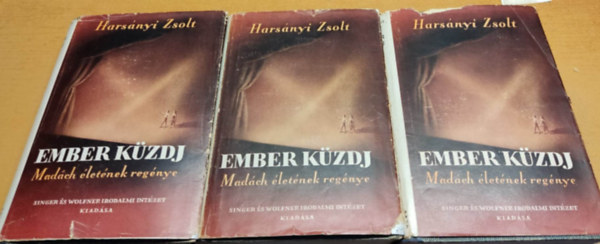 Harsányi Zsolt
EMBER KÜZDJ
Madách életének regénye
SINGER ÉS WOLFNER IRODALMI INTÉZET
KIADÁSA
Harsányi Zsolt
EMBER KÜZDJ
Madách életének regénye
SINGER ÉS WOLFNER IRODALMI INTÉZET
KIADÁSA
Harsányi Zsolt
EMBER KÜZDJ
Madách életének regénye
SINGER ÉS WOLFNER IRODALMI INTÉZET
KIADÁSA